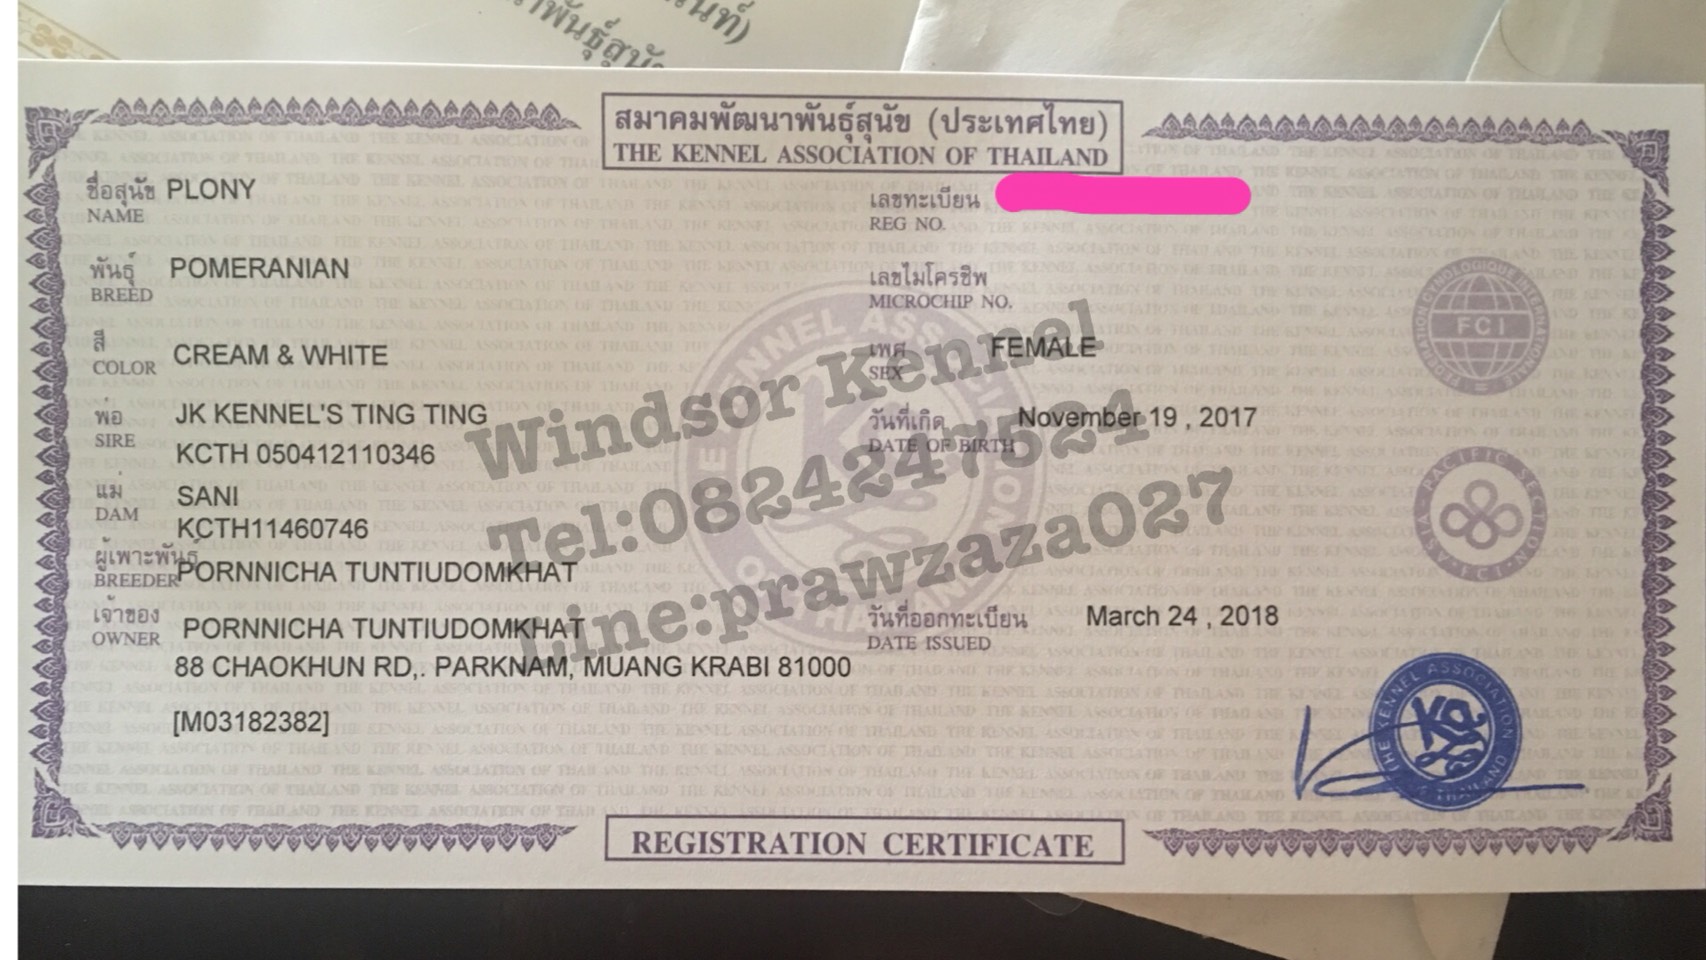 สมาคมพัฒนาพันธุ์สุนัข (ประเทศไทย)
THE KENNEL ASSOCIATION OF THAILAND
ชื่อสุนัข PLONY
NAME
เลขทะเบียน
REG NO.
พันธุ์ POMERANIAN
BREED
เลขไมโครชิพ
MICROCHIP NO.
สี
COLOR CREAM & WHITE
เพศ FEMALE
SEX
พ่อ JK KENNEL'S TING TING
SIRE KCTH 050412110346
วันที่เกิด November 19 , 2017
DATE OF BIRTH
แม่ SANI
DAM KCTH11460746
ผู้เพาะพันธุ์
BREEDER PORNNICHA TUNTIUDOMKHAT
เจ้าของ
OWNER PORNNICHA TUNTIUDOMKHAT
88 CHAOKHUN RD,. PARKNAM, MUANG KRABI 81000
วันที่ออกทะเบียน March 24 , 2018
DATE ISSUED
[M03182382]
REGISTRATION CERTIFICATE
Windsor Kennel
Tel:0824247524
Line:prawzaza027
FCI
THE KENNEL ASSOCIATION OF THAILAND